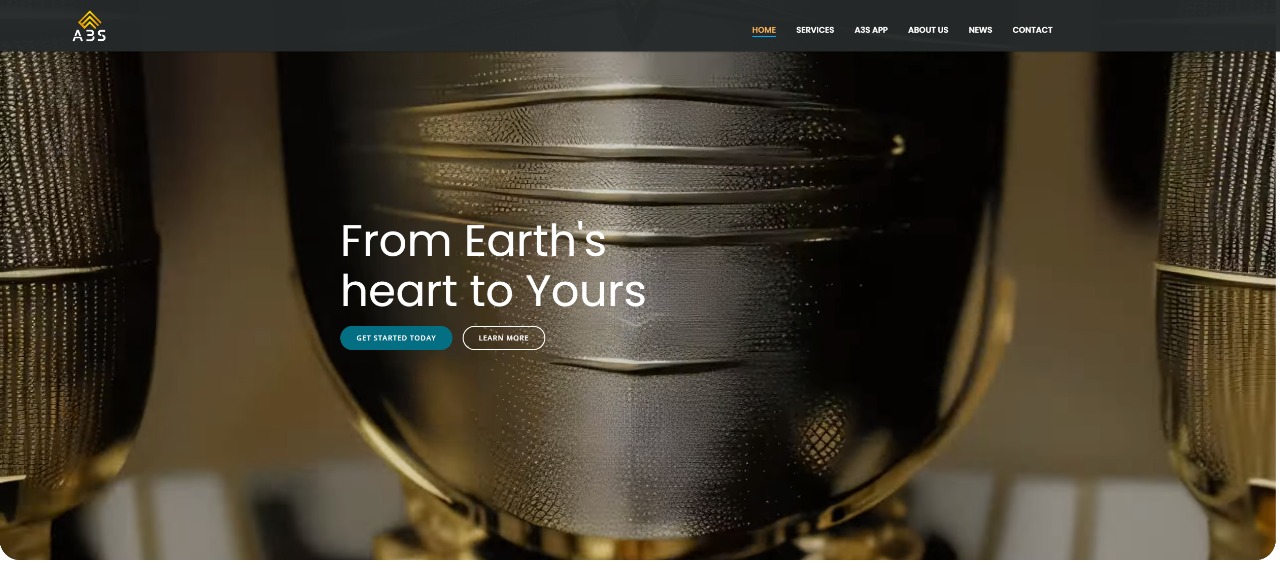 A3S
HOME SERVICES A3S APP ABOUT US NEWS CONTACT
From Earth's
heart to Yours
GET STARTED TODAY LEARN MORE